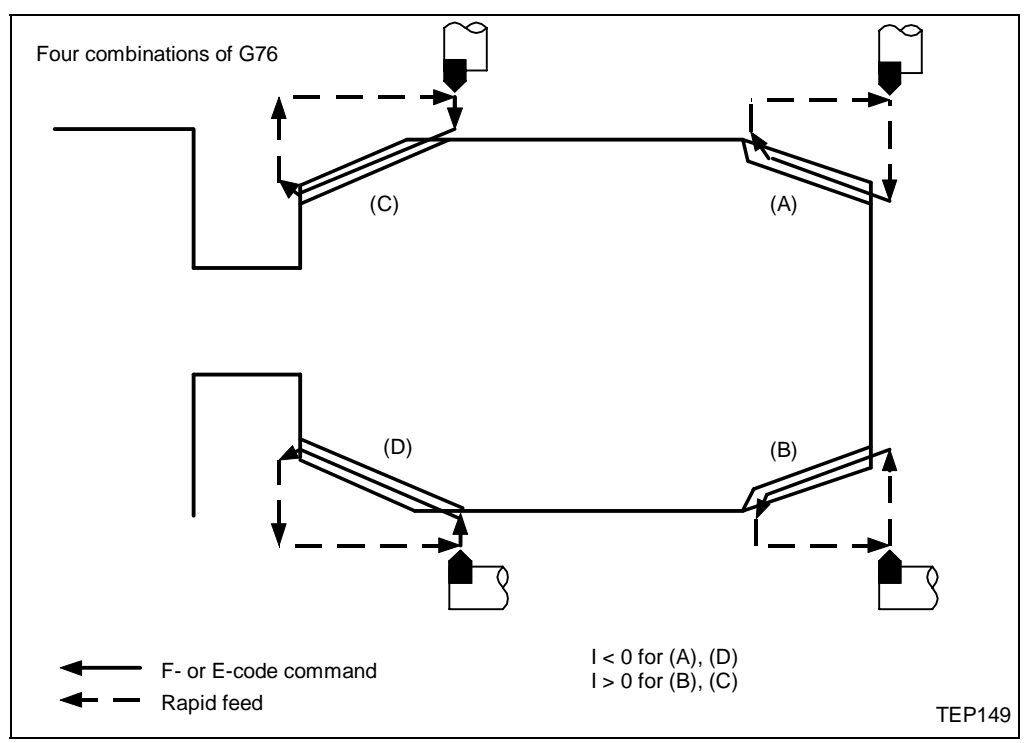 Four combinations of G76
(C)
(A)
(D)
(B)
F- or E-code command
Rapid feed
I < 0 for (A), (D)
I > 0 for (B), (C)
TEP149